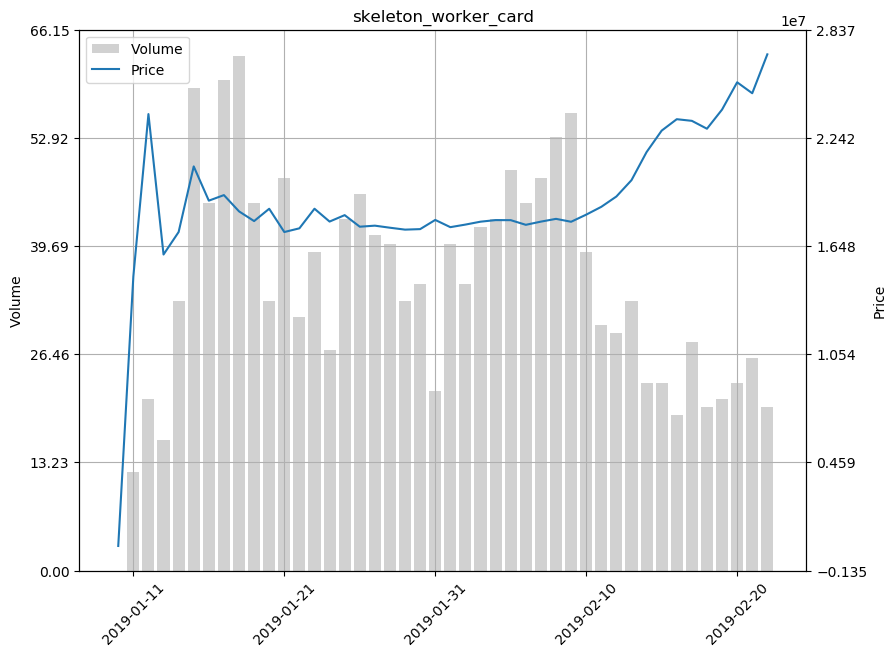 skeleton_worker_card
1e7
Volume
Price
66.15
52.92
39.69
26.46
13.23
0.00
Volume
2.837
2.242
1.648
1.054
0.459
−0.135
Price
2019-01-11
2019-01-21
2019-01-31
2019-02-10
2019-02-20